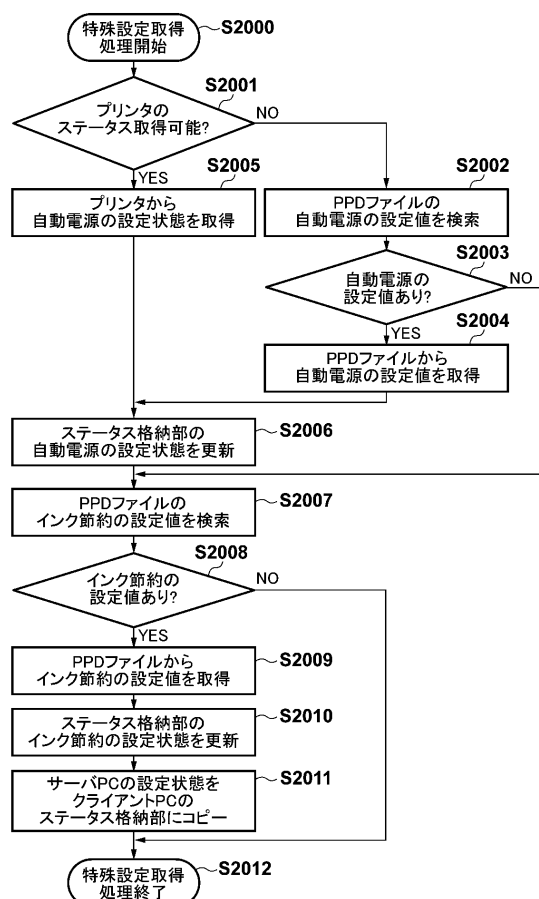 特殊設定取得
処理開始
S2000
S2001
プリンタの
ステータス取得可能?
NO
YES
S2005
プリンタから
自動電源の設定状態を取得
S2002
PPDファイルの
自動電源の設定値を検索
S2003
自動電源の
設定値あり?
NO
YES
S2004
PPDファイルから
自動電源の設定値を取得
ステータス格納部の
自動電源の設定状態を更新
S2006
PPDファイルの
インク節約の設定値を検索
S2007
S2008
インク節約の
設定値あり?
NO
YES
PPDファイルから
インク節約の設定値を取得
S2009
ステータス格納部の
インク節約の設定状態を更新
S2010
サーバPCの設定状態を
クライアントPCの
ステータス格納部にコピー
S2011
特殊設定取得
処理終了
S2012